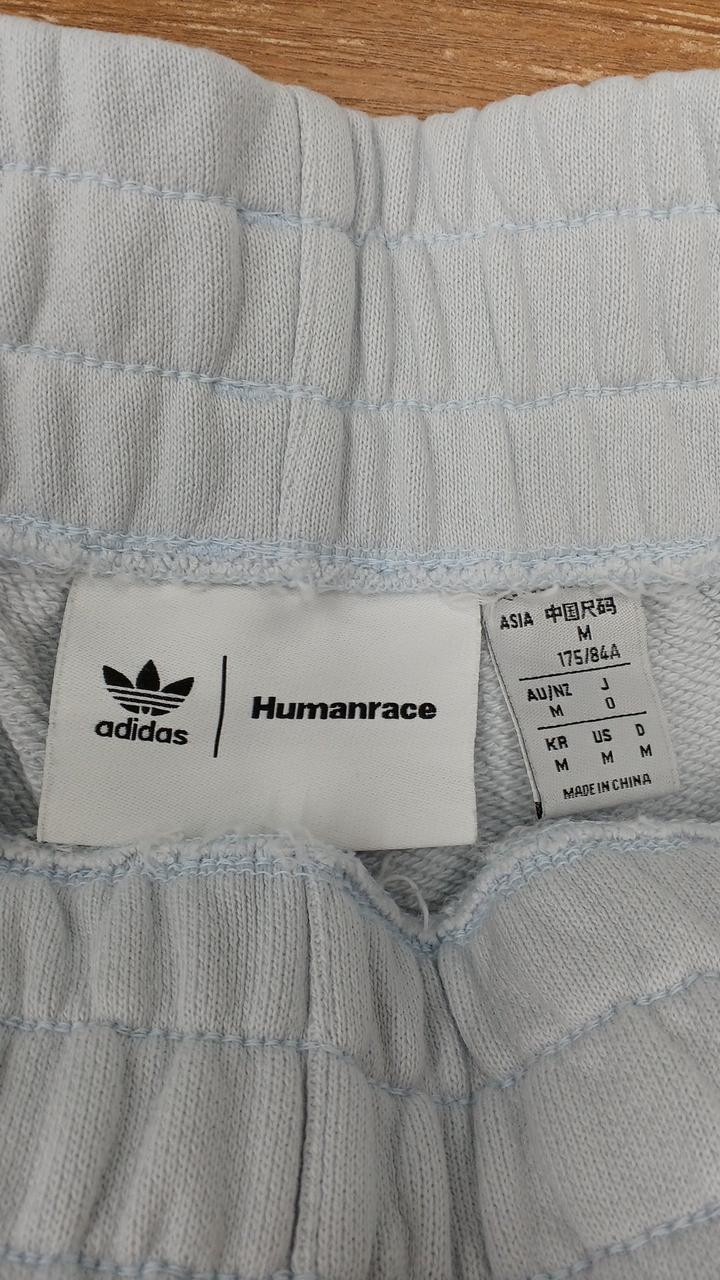 adidas
Humanrace
ASIA 中国尺码
M
175/84A
AU/NZ J
M O
KR US D
M M M
MADE IN CHINA